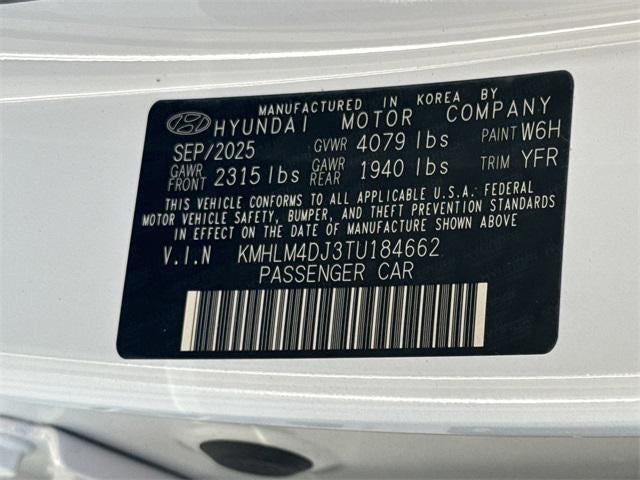 MANUFACTURED IN KOREA BY
HYUNDAI MOTOR COMPANY
SEP/2025 GVWR 4079 lbs PAINT W6H
GAWR FRONT 2315 lbs GAWR REAR 1940 lbs TRIM YFR
THIS VEHICLE CONFORMS TO ALL APPLICABLE U.S.A. FEDERAL
MOTOR VEHICLE SAFETY, BUMPER, AND THEFT PREVENTION STANDARDS
IN EFFECT ON THE DATE OF MANUFACTURE SHOWN ABOVE
V.I.N KMHLM4DJ3TU184662
PASSENGER CAR